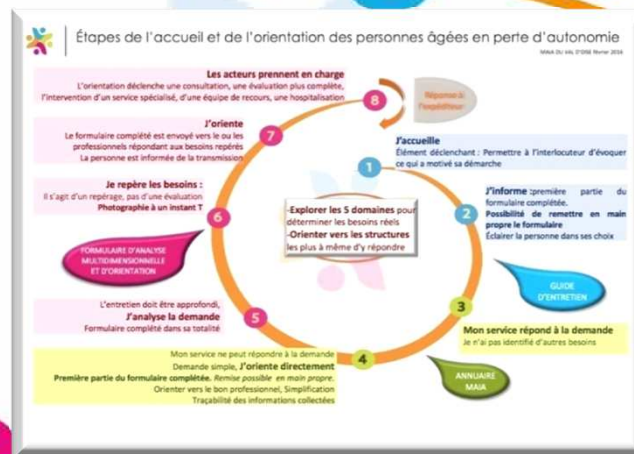 Étapes de l'accueil et de l'orientation des personnes âgées en perte d'autonomie
MAIA DU VAL D'OISE février 2016
Les acteurs prennent en charge
L'orientation déclenche une consultation, une évaluation plus complète,
l'intervention d'un service spécialisé, d'une équipe de recours, une hospitalisation
8
Réponse à
l'expéditeur
J'oriente
Le formulaire complété est envoyé vers le ou les
professionnels répondant aux besoins repérés
La personne est informée de la transmission
7
J'accueille
Élément déclenchant : Permettre à l'interlocuteur d'évoquer
ce qui a motivé sa démarche
1
Je repère les besoins :
Il s'agit d'un repérage, pas d'une évaluation
Photographie à un instant T
6
-Explorer les 5 domaines pour
déterminer les besoins réels
-Orienter vers les structures
les plus à même d'y répondre
2
J'informe :première partie du
formulaire complétée.
Possibilité de remettre en main
propre le formulaire
Éclairer la personne dans ses choix
FORMULAIRE D'ANALYSE
MULTIDIMENSIONNELLE
ET D'ORIENTATION
GUIDE
D'ENTRETIEN
L'entretien doit être approfondi,
J'analyse la demande
Formulaire complété dans sa totalité
5
3
Mon service répond à la demande
Je n'ai pas identifié d'autres besoins
4
Mon service ne peut répondre à la demande
Demande simple, J'oriente directement
Première partie du formulaire complétée. Remise possible en main propre.
Orienter vers le bon professionnel, Simplification
Traçabilité des informations collectées
ANNUAIRE
MAIA